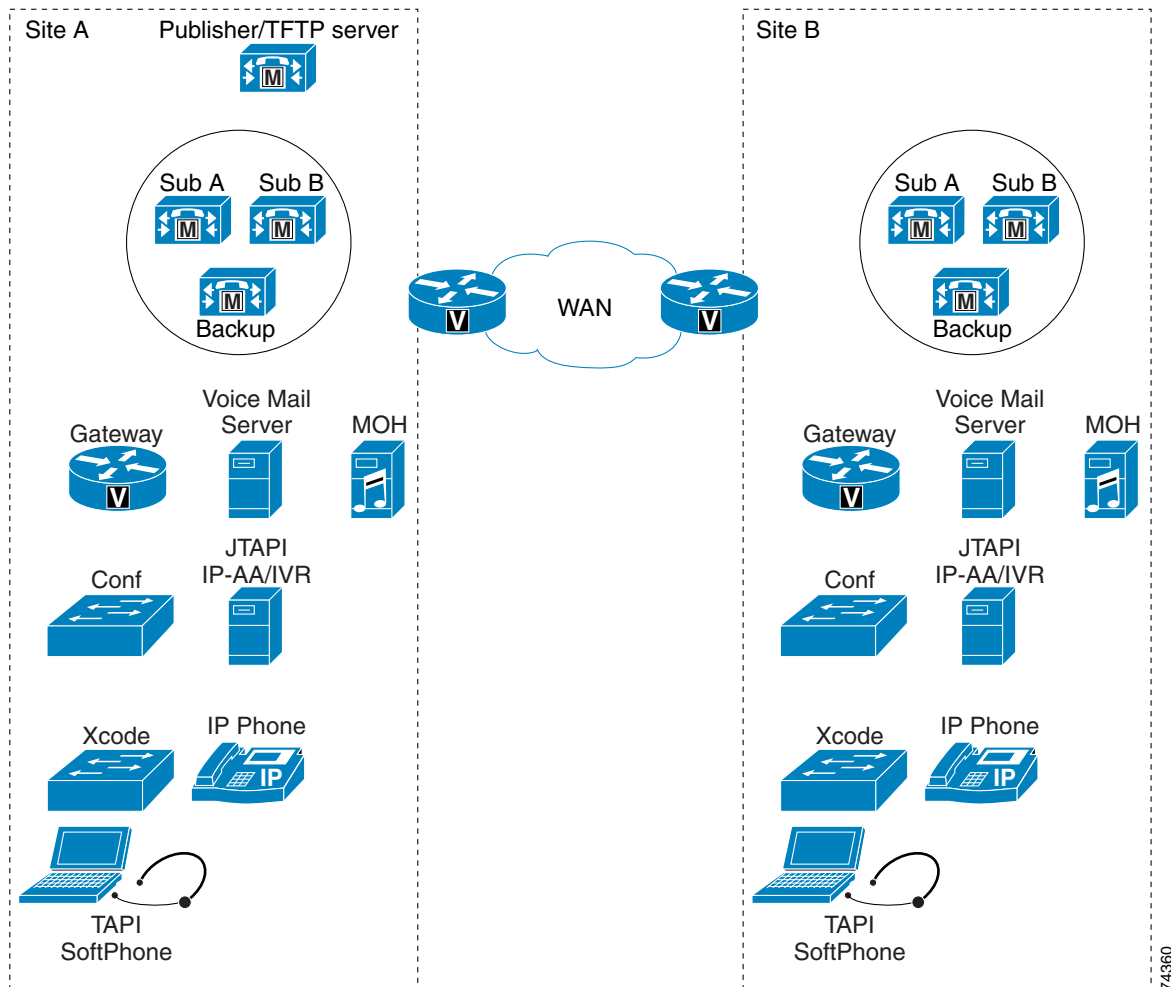 Site A
Publisher/TFTP server
M
Sub A
Sub B
M
M
M
Backup
V
WAN
V
Voice Mail
Server
Gateway
MOH
V
JTAPI
IP-AA/IVR
Conf
Xcode
IP Phone
IP
TAPI
SoftPhone
Site B
Sub A
Sub B
M
M
M
Backup
Voice Mail
Server
Gateway
MOH
V
JTAPI
IP-AA/IVR
Conf
Xcode
IP Phone
IP
TAPI
SoftPhone
74360